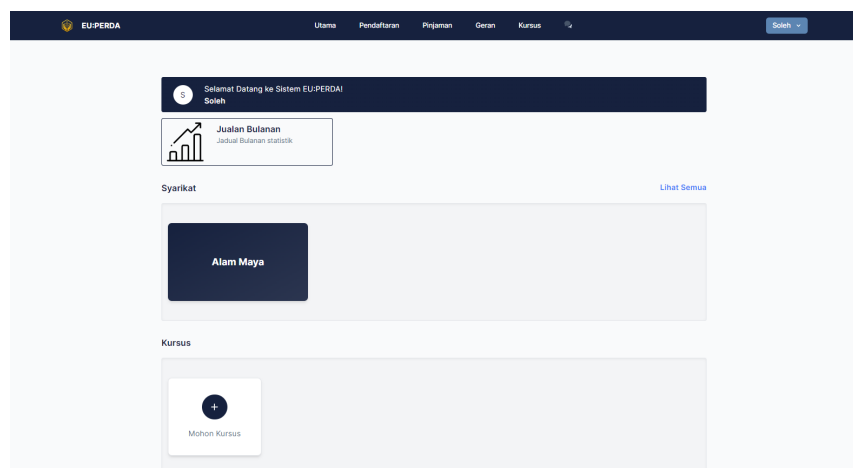 EU:PERDA
Utama Pendaftaran Pinjaman Geran Kursus
Soleh
S
Selamat Datang ke Sistem EU:PERDA!
Soleh
Jualan Bulanan
Jadual Bulanan statistik
Syarikat
Lihat Semua
Alam Maya
Kursus
Mohon Kursus